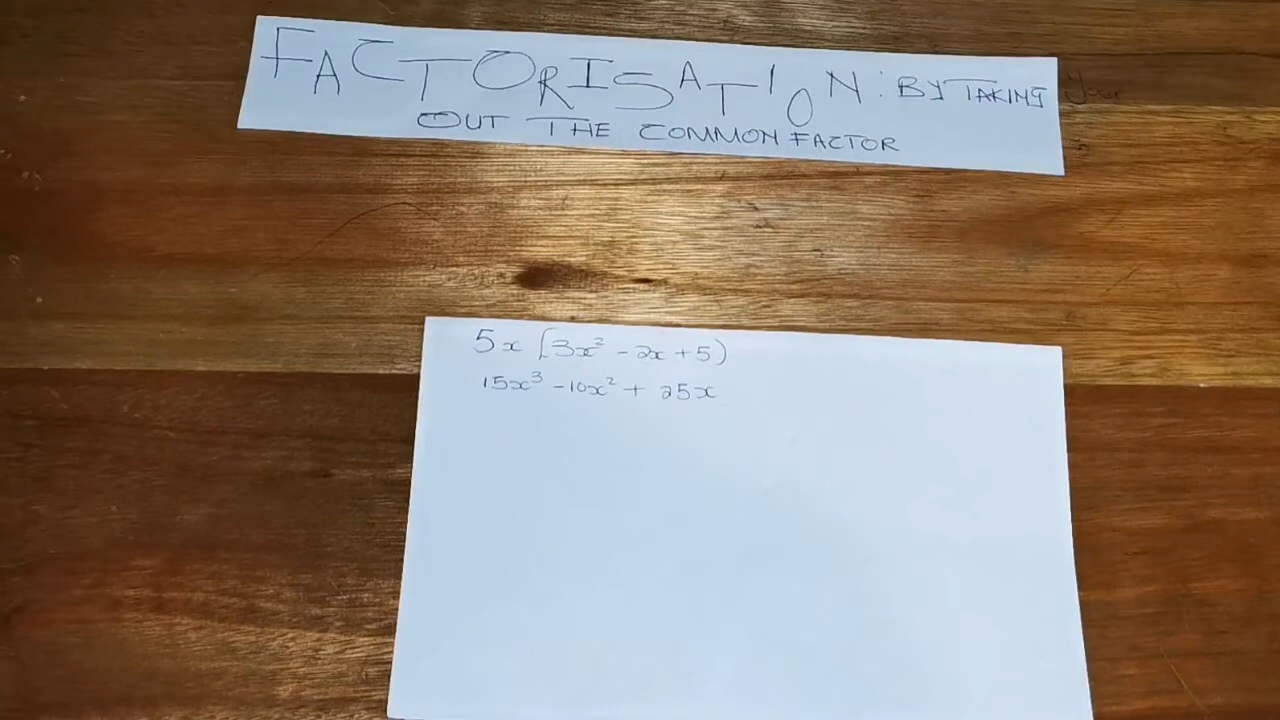 FACTORISATION: BY TAKING
OUT THE COMMON FACTOR
5x (3x² - 2x + 5)
15x³ - 10x² + 25x